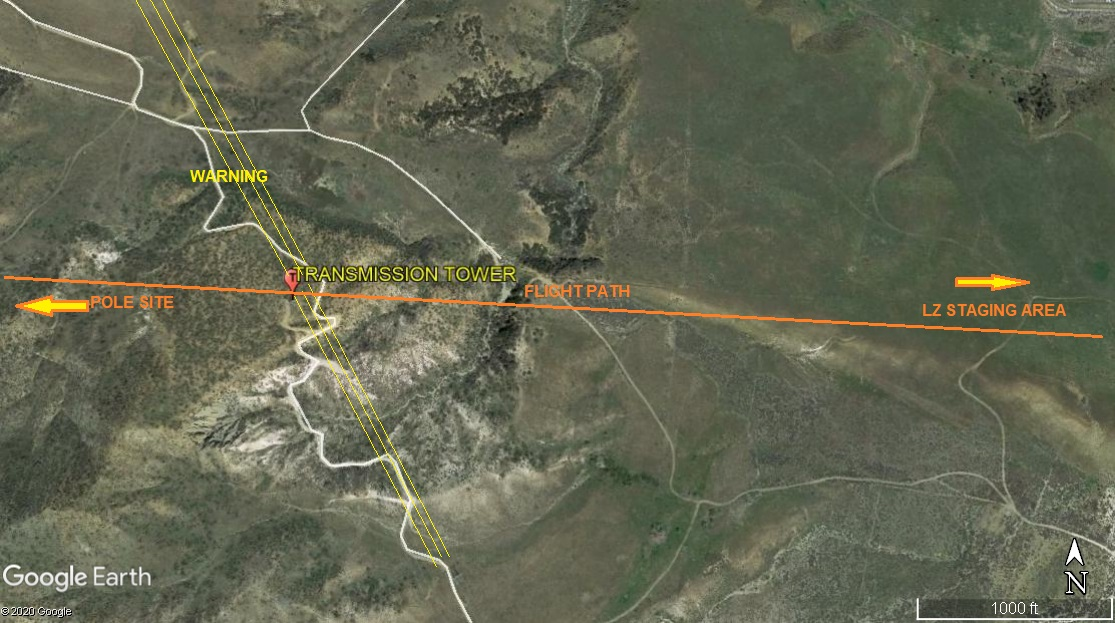 WARNING
TRANSMISSION TOWER
T
POLE SITE
FLIGHT PATH
LZ STAGING AREA
Google Earth
© 2020 Google
N
1000 ft